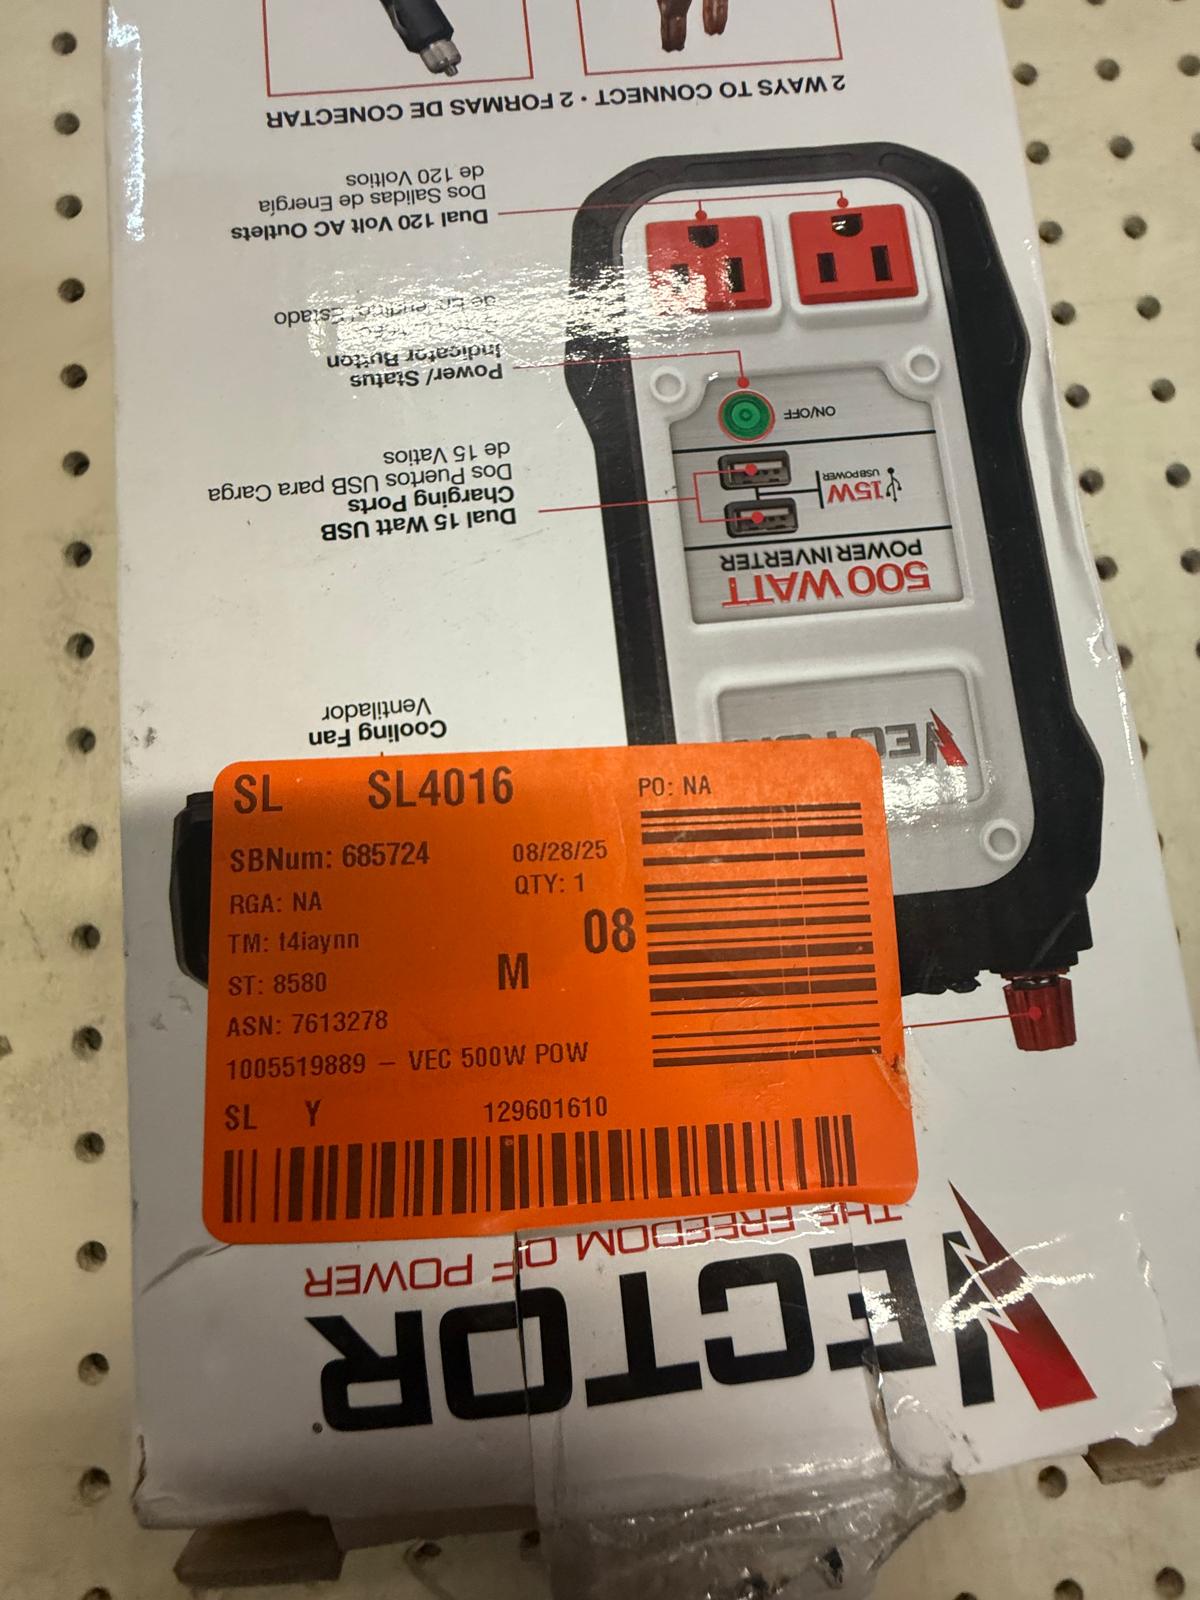 SL SL4016
PO: NA
SBNum: 685724
08/28/25
RGA: NA
QTY: 1
TM: t4iaynn
08
ST: 8580
M
ASN: 7613278
1005519889 – VEC 500W POW
SL Y 129601610
VECTOR®
THE FREEDOM OF POWER
Cooling Fan
Ventilador
VECTOR
500 WATT
POWER INVERTER
15W
USB POWER
ON/OFF
Dual 15 Watt USB
Charging Ports
Dos Puertos USB para Carga
de 15 Vatios
Power/Status
Indicator Button
de Estado
Dual 120 Volt AC Outlets
Dos Salidas de Energía
de 120 Voltios
2 WAYS TO CONNECT • 2 FORMAS DE CONECTAR